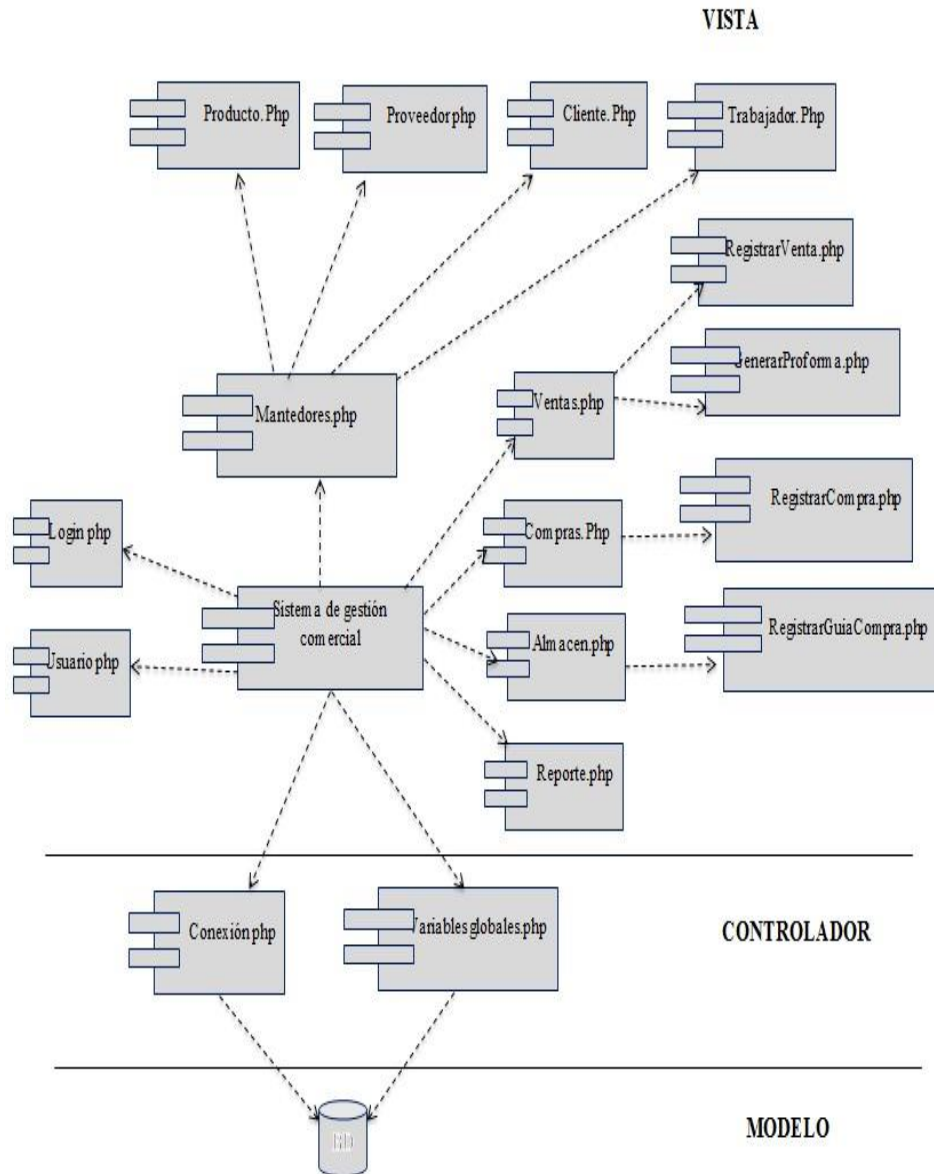 VISTA
Producto.Php
Proveedor php
Cliente.Php
Trabajador.Php
RegistrarVenta.php
GenerarProforma.php
Mantedores.php
Ventas.php
RegistrarCompra.php
Login php
Compras.Php
Sistema de gestión
comercial
RegistrarGuiaCompra.php
Usuario php
Almacen.php
Reporte.php
Conexión php
Variables globales.php
CONTROLADOR
BD
MODELO